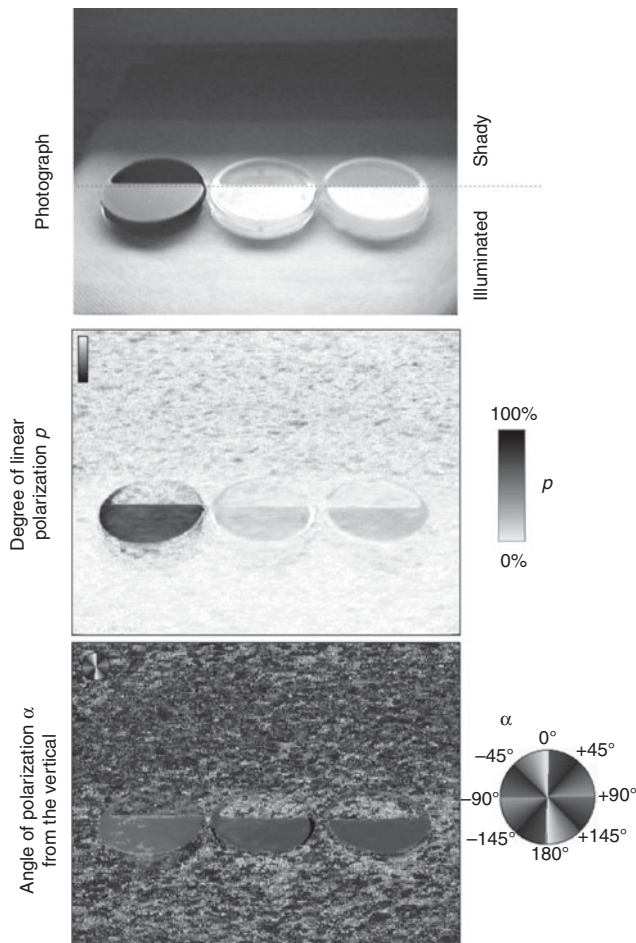 Photograph
Shady
Illuminated
Degree of linear
polarization p
100%
p
0%
Angle of polarization α
from the vertical
α
0°
−45°
+45°
−90°
+90°
−145°
+145°
180°